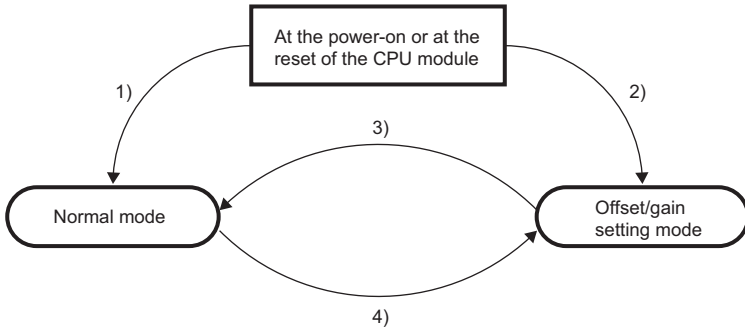 At the power-on or at the
reset of the CPU module
1)
2)
3)
Normal mode
Offset/gain
setting mode
4)